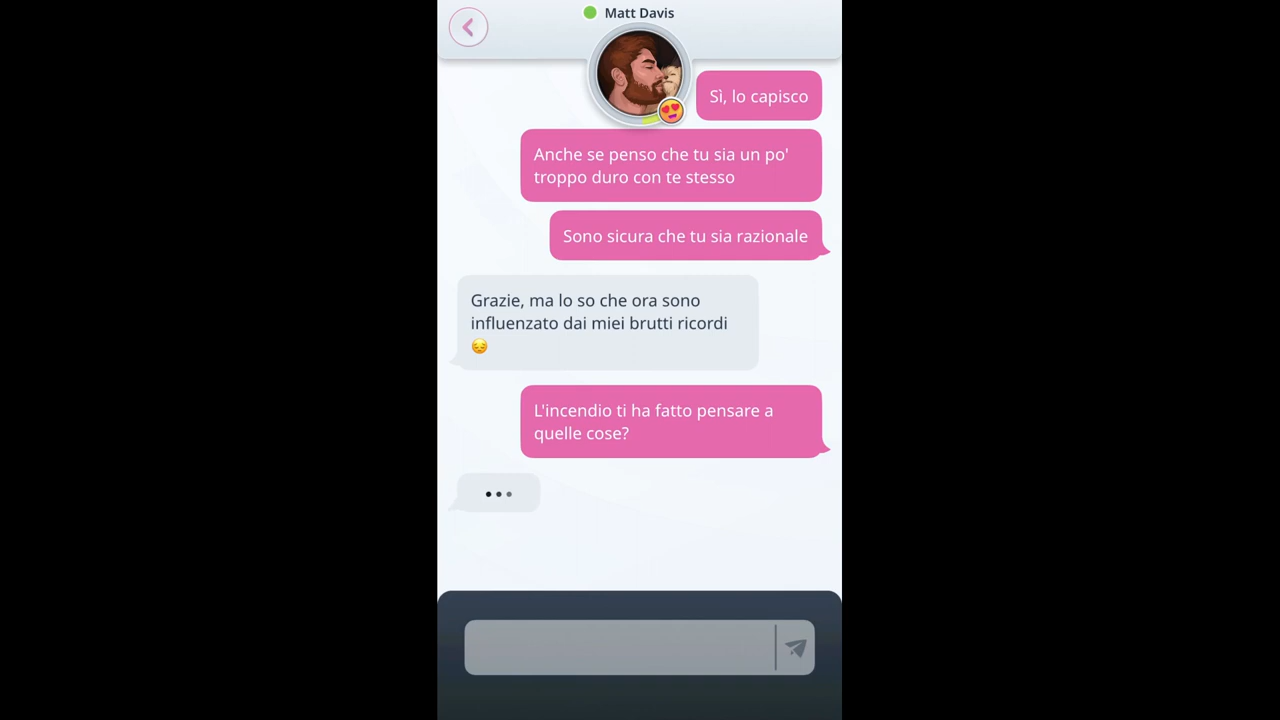 Matt Davis
Sì, lo capisco
Anche se penso che tu sia un po'
troppo duro con te stesso
Sono sicura che tu sia razionale
Grazie, ma lo so che ora sono
influenzato dai miei brutti ricordi
😔
L'incendio ti ha fatto pensare a
quelle cose?